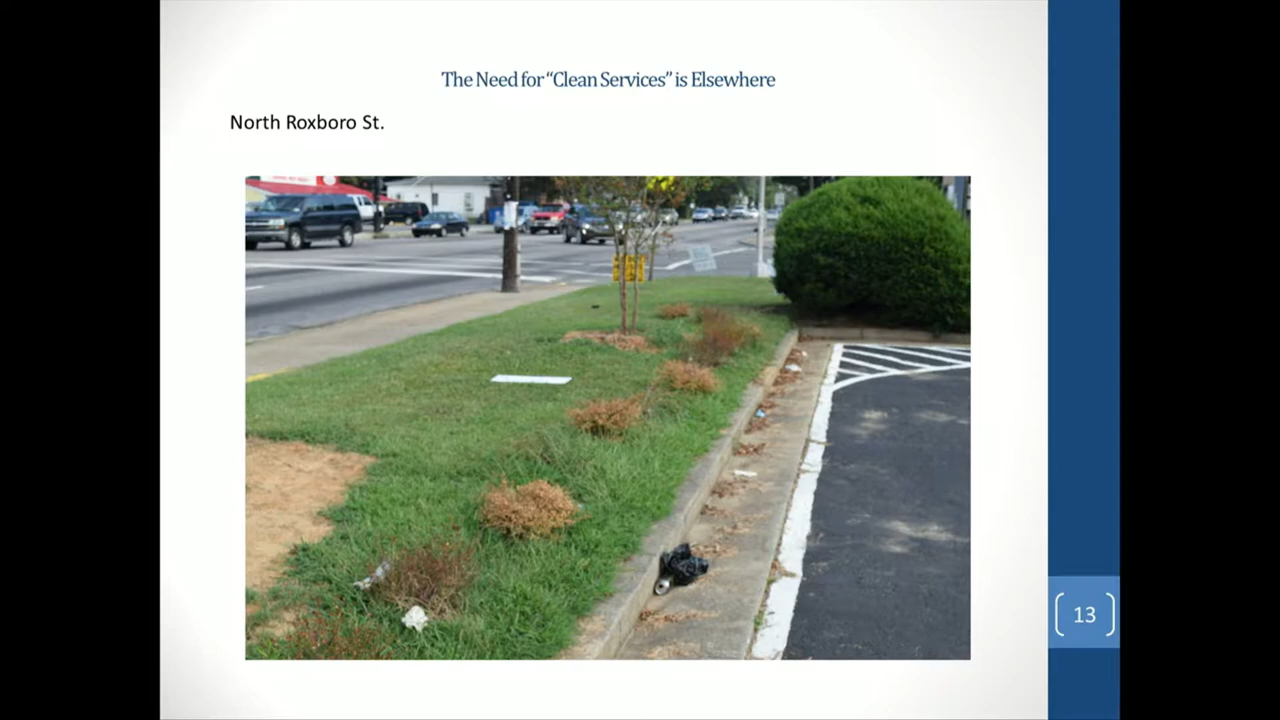 The Need for “Clean Services” is Elsewhere
North Roxboro St.
13